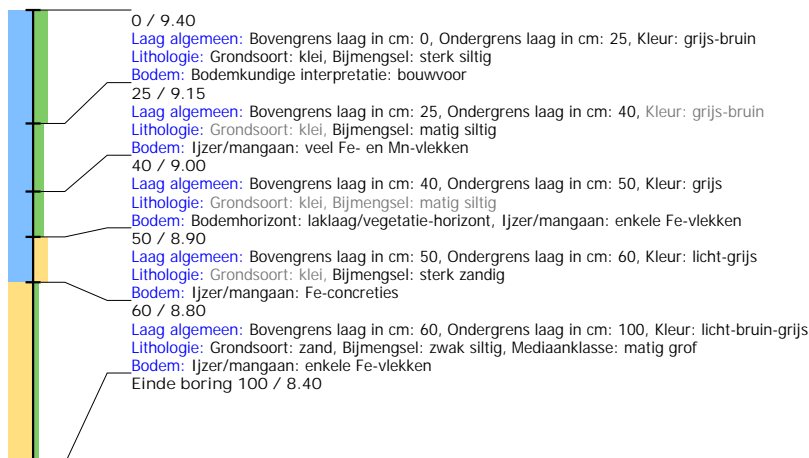 0 / 9.40
Laag algemeen: Bovengrens laag in cm: 0, Ondergrens laag in cm: 25, Kleur: grijs-bruin
Lithologie: Grondsoort: klei, Bijmengsel: sterk siltig
Bodem: Bodemkundige interpretatie: bouwvoor
25 / 9.15
Laag algemeen: Bovengrens laag in cm: 25, Ondergrens laag in cm: 40, Kleur: grijs-bruin
Lithologie: Grondsoort: klei, Bijmengsel: matig siltig
Bodem: Ijzer/mangaan: veel Fe- en Mn-vlekken
40 / 9.00
Laag algemeen: Bovengrens laag in cm: 40, Ondergrens laag in cm: 50, Kleur: grijs
Lithologie: Grondsoort: klei, Bijmengsel: matig siltig
Bodem: Bodemhorizont: laklaag/vegetatie-horizont, Ijzer/mangaan: enkele Fe-vlekken
50 / 8.90
Laag algemeen: Bovengrens laag in cm: 50, Ondergrens laag in cm: 60, Kleur: licht-grijs
Lithologie: Grondsoort: klei, Bijmengsel: sterk zandig
Bodem: Ijzer/mangaan: Fe-concreties
60 / 8.80
Laag algemeen: Bovengrens laag in cm: 60, Ondergrens laag in cm: 100, Kleur: licht-bruin-grijs
Lithologie: Grondsoort: zand, Bijmengsel: zwak siltig, Mediaanklasse: matig grof
Bodem: Ijzer/mangaan: enkele Fe-vlekken
Einde boring 100 / 8.40